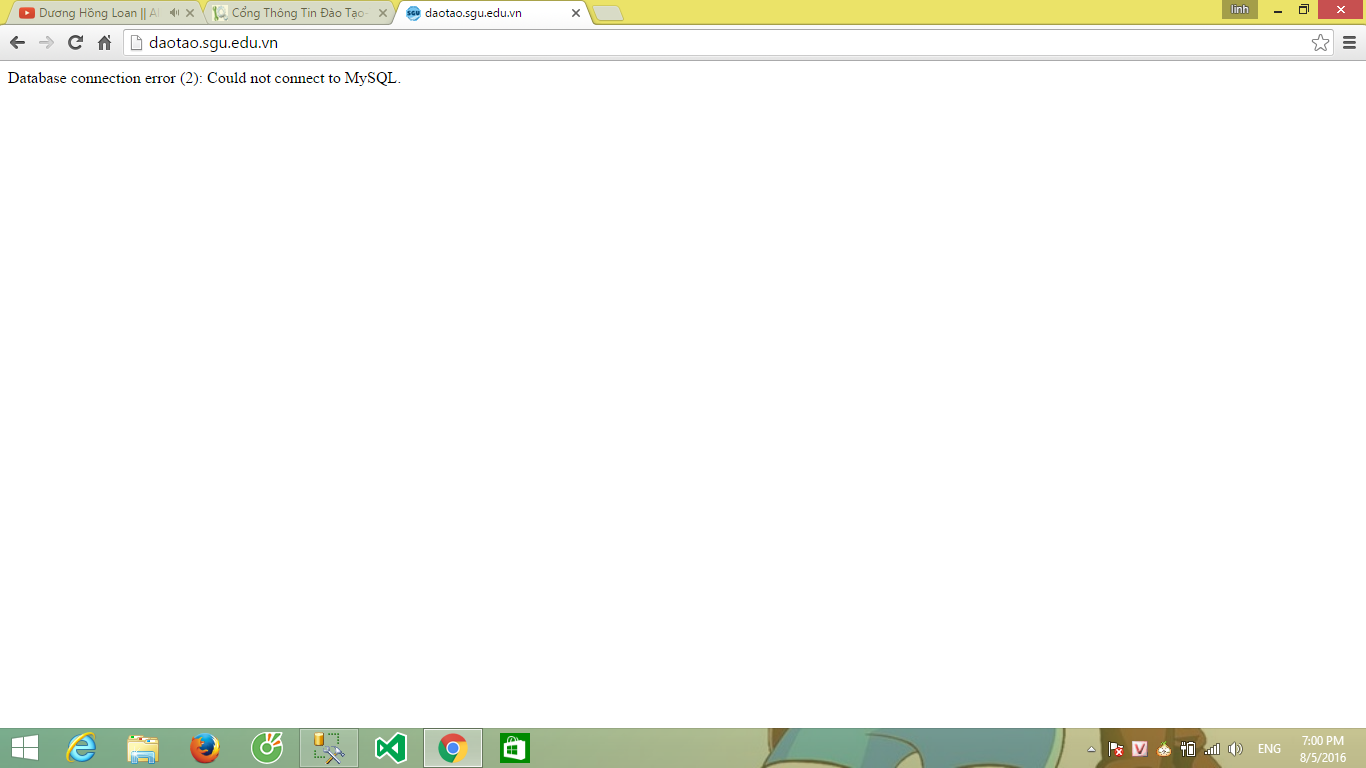 Dương Hồng Loan || A
Cổng Thông Tin Đào Tạo-
SGU daotao.sgu.edu.vn
linh
daotao.sgu.edu.vn
Database connection error (2): Could not connect to MySQL.
V
ENG
7:00 PM
8/5/2016